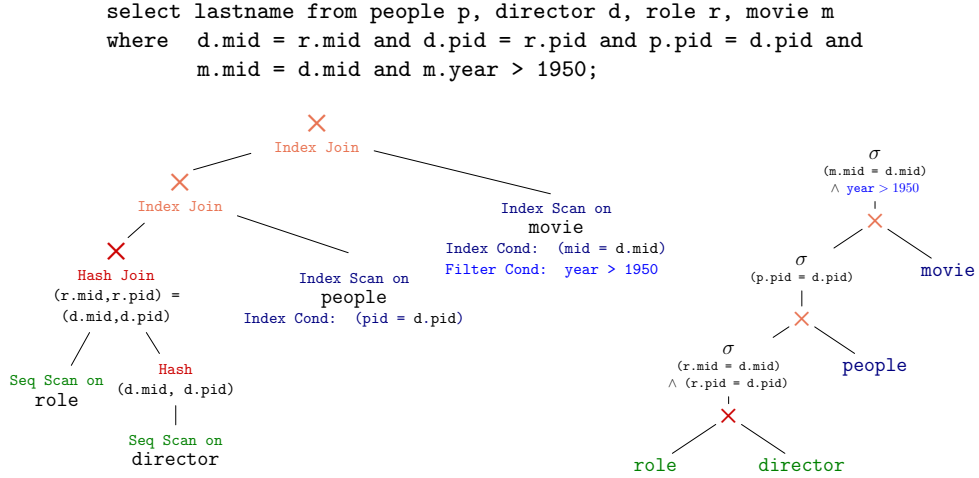 select lastname from people p, director d, role r, movie m
where d.mid = r.mid and d.pid = r.pid and p.pid = d.pid and
m.mid = d.mid and m.year > 1950;
×
Index Join
×
Index Join
×
Hash Join
(r.mid,r.pid) =
(d.mid,d.pid)
Seq Scan on
role
Hash
(d.mid, d.pid)
Seq Scan on
director
Index Scan on
people
Index Cond: (pid = d.pid)
Index Scan on
movie
Index Cond: (mid = d.mid)
Filter Cond: year > 1950
σ
(m.mid = d.mid)
∧ year > 1950
×
movie
σ
(p.pid = d.pid)
×
people
σ
(r.mid = d.mid)
∧ (r.pid = d.pid)
×
role
director